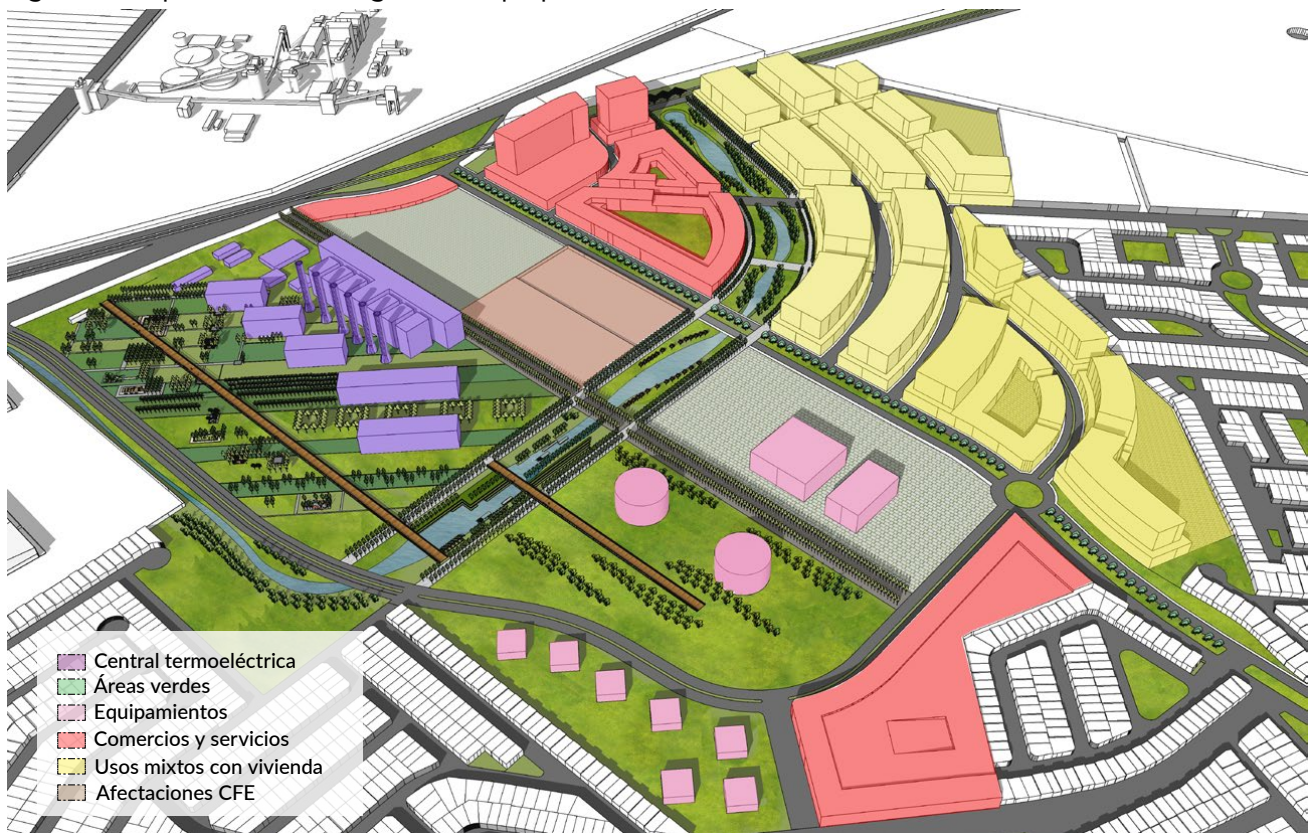 Central termoeléctrica
Áreas verdes
Equipamientos
Comercios y servicios
Usos mixtos con vivienda
Afectaciones CFE